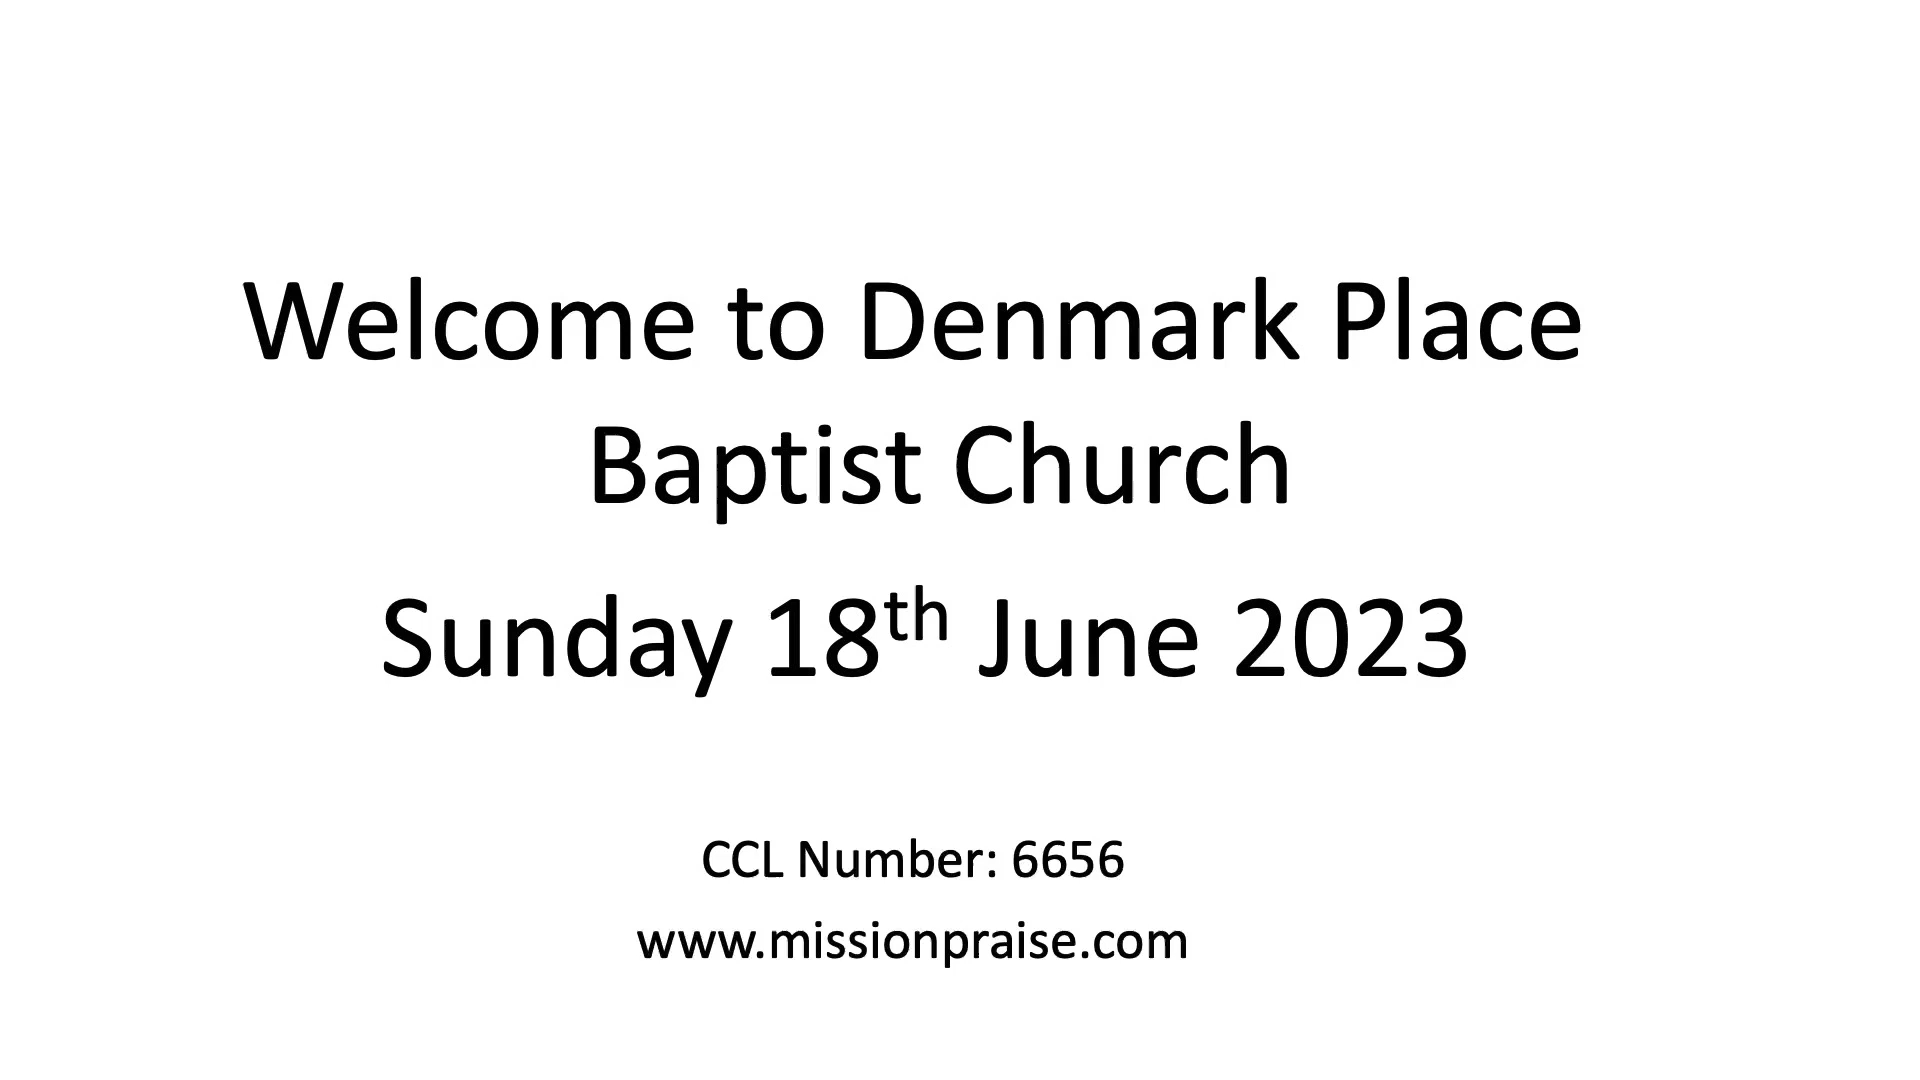 Welcome to Denmark Place
Baptist Church
Sunday 18th June 2023
CCL Number: 6656
www.missionpraise.com